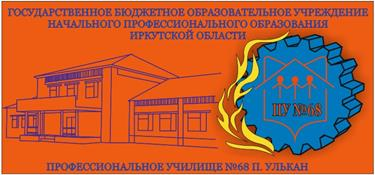 ГОСУДАРСТВЕННОЕ БЮДЖЕТНОЕ ОБРАЗОВАТЕЛЬНОЕ УЧРЕЖДЕНИЕ
НАЧАЛЬНОГО ПРОФЕССИОНАЛЬНОГО ОБРАЗОВАНИЯ
ИРКУТСКОЙ ОБЛАСТИ
ПУ №68
ПРОФЕССИОНАЛЬНОЕ УЧИЛИЩЕ №68 П. УЛЬКАН